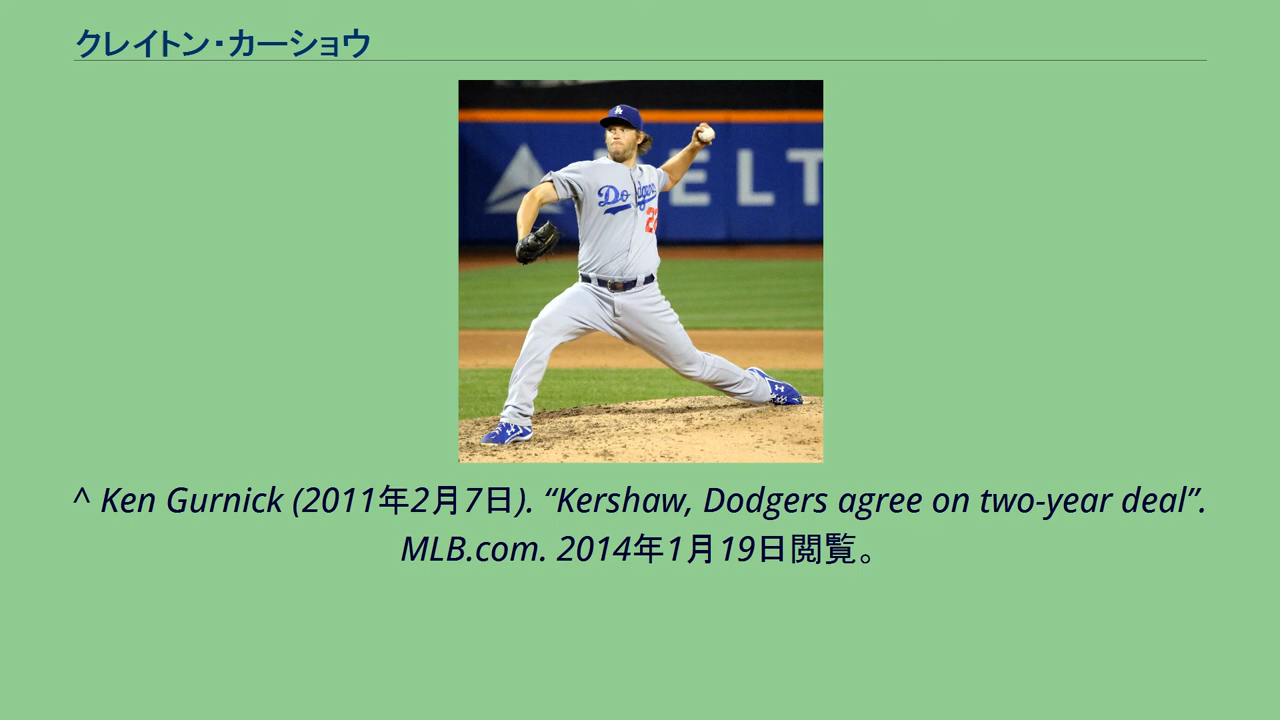 クレイトン・カーショウ
DELT
Dodgers
^ Ken Gurnick (2011年2月7日). “Kershaw, Dodgers agree on two-year deal”.
MLB.com. 2014年1月19日閲覧。